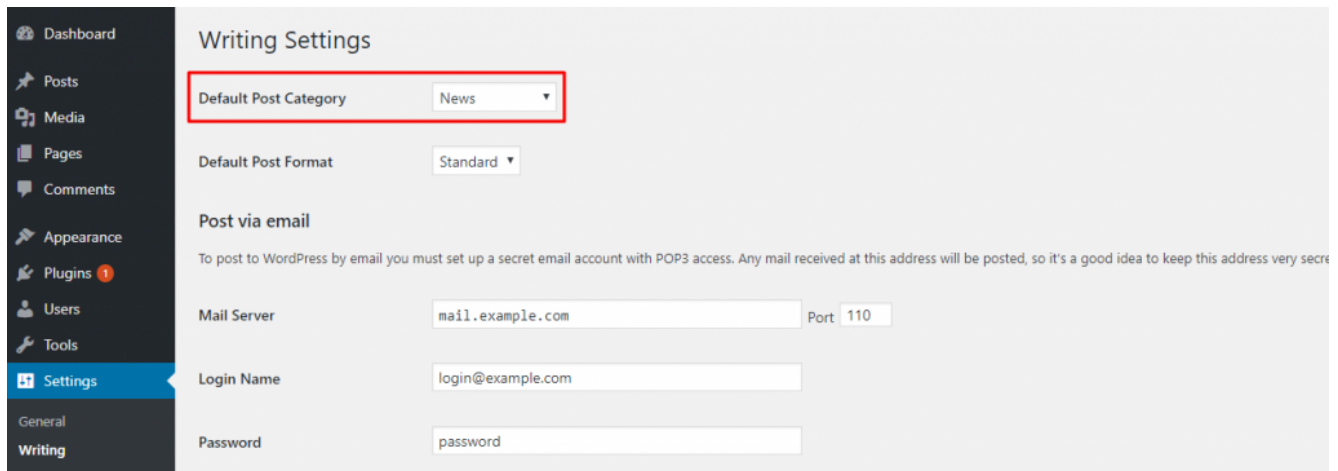 Dashboard
Posts
Media
Pages
Comments
Appearance
Plugins 1
Users
Tools
Settings
General
Writing
Writing Settings
Default Post Category News
Default Post Format Standard
Post via email
To post to WordPress by email you must set up a secret email account with POP3 access. Any mail received at this address will be posted, so it's a good idea to keep this address very secre
Mail Server mail.example.com Port 110
Login Name login@example.com
Password password